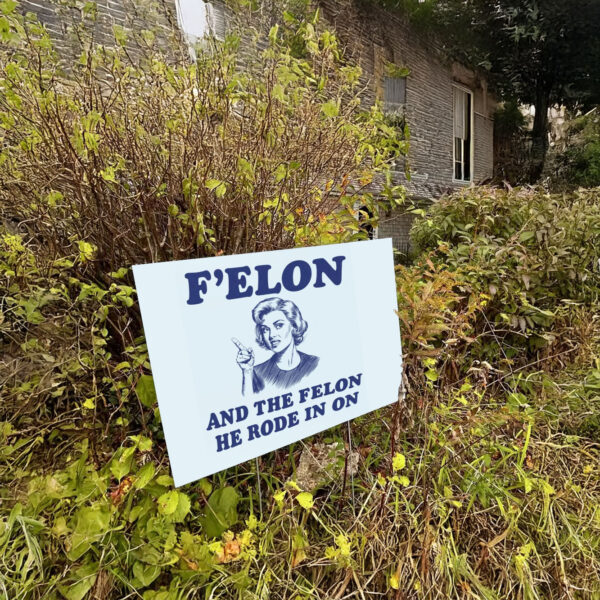 F'ELON
AND THE FELON
HE RODE IN ON